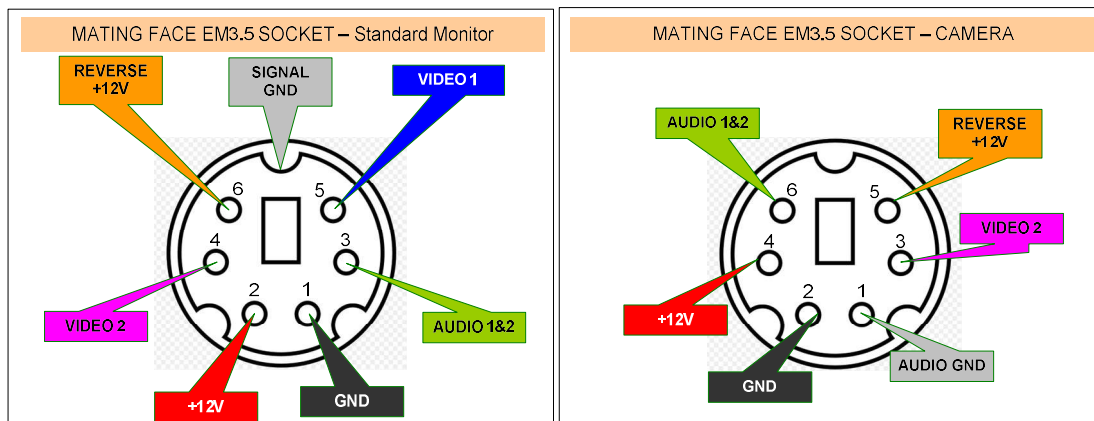 MATING FACE EM3.5 SOCKET – Standard Monitor
REVERSE
+12V
SIGNAL
GND
VIDEO 1
6
5
4
3
2
1
VIDEO 2
AUDIO 1&2
+12V
GND
MATING FACE EM3.5 SOCKET – CAMERA
AUDIO 1&2
REVERSE
+12V
6
5
VIDEO 2
4
3
2
1
+12V
AUDIO GND
GND